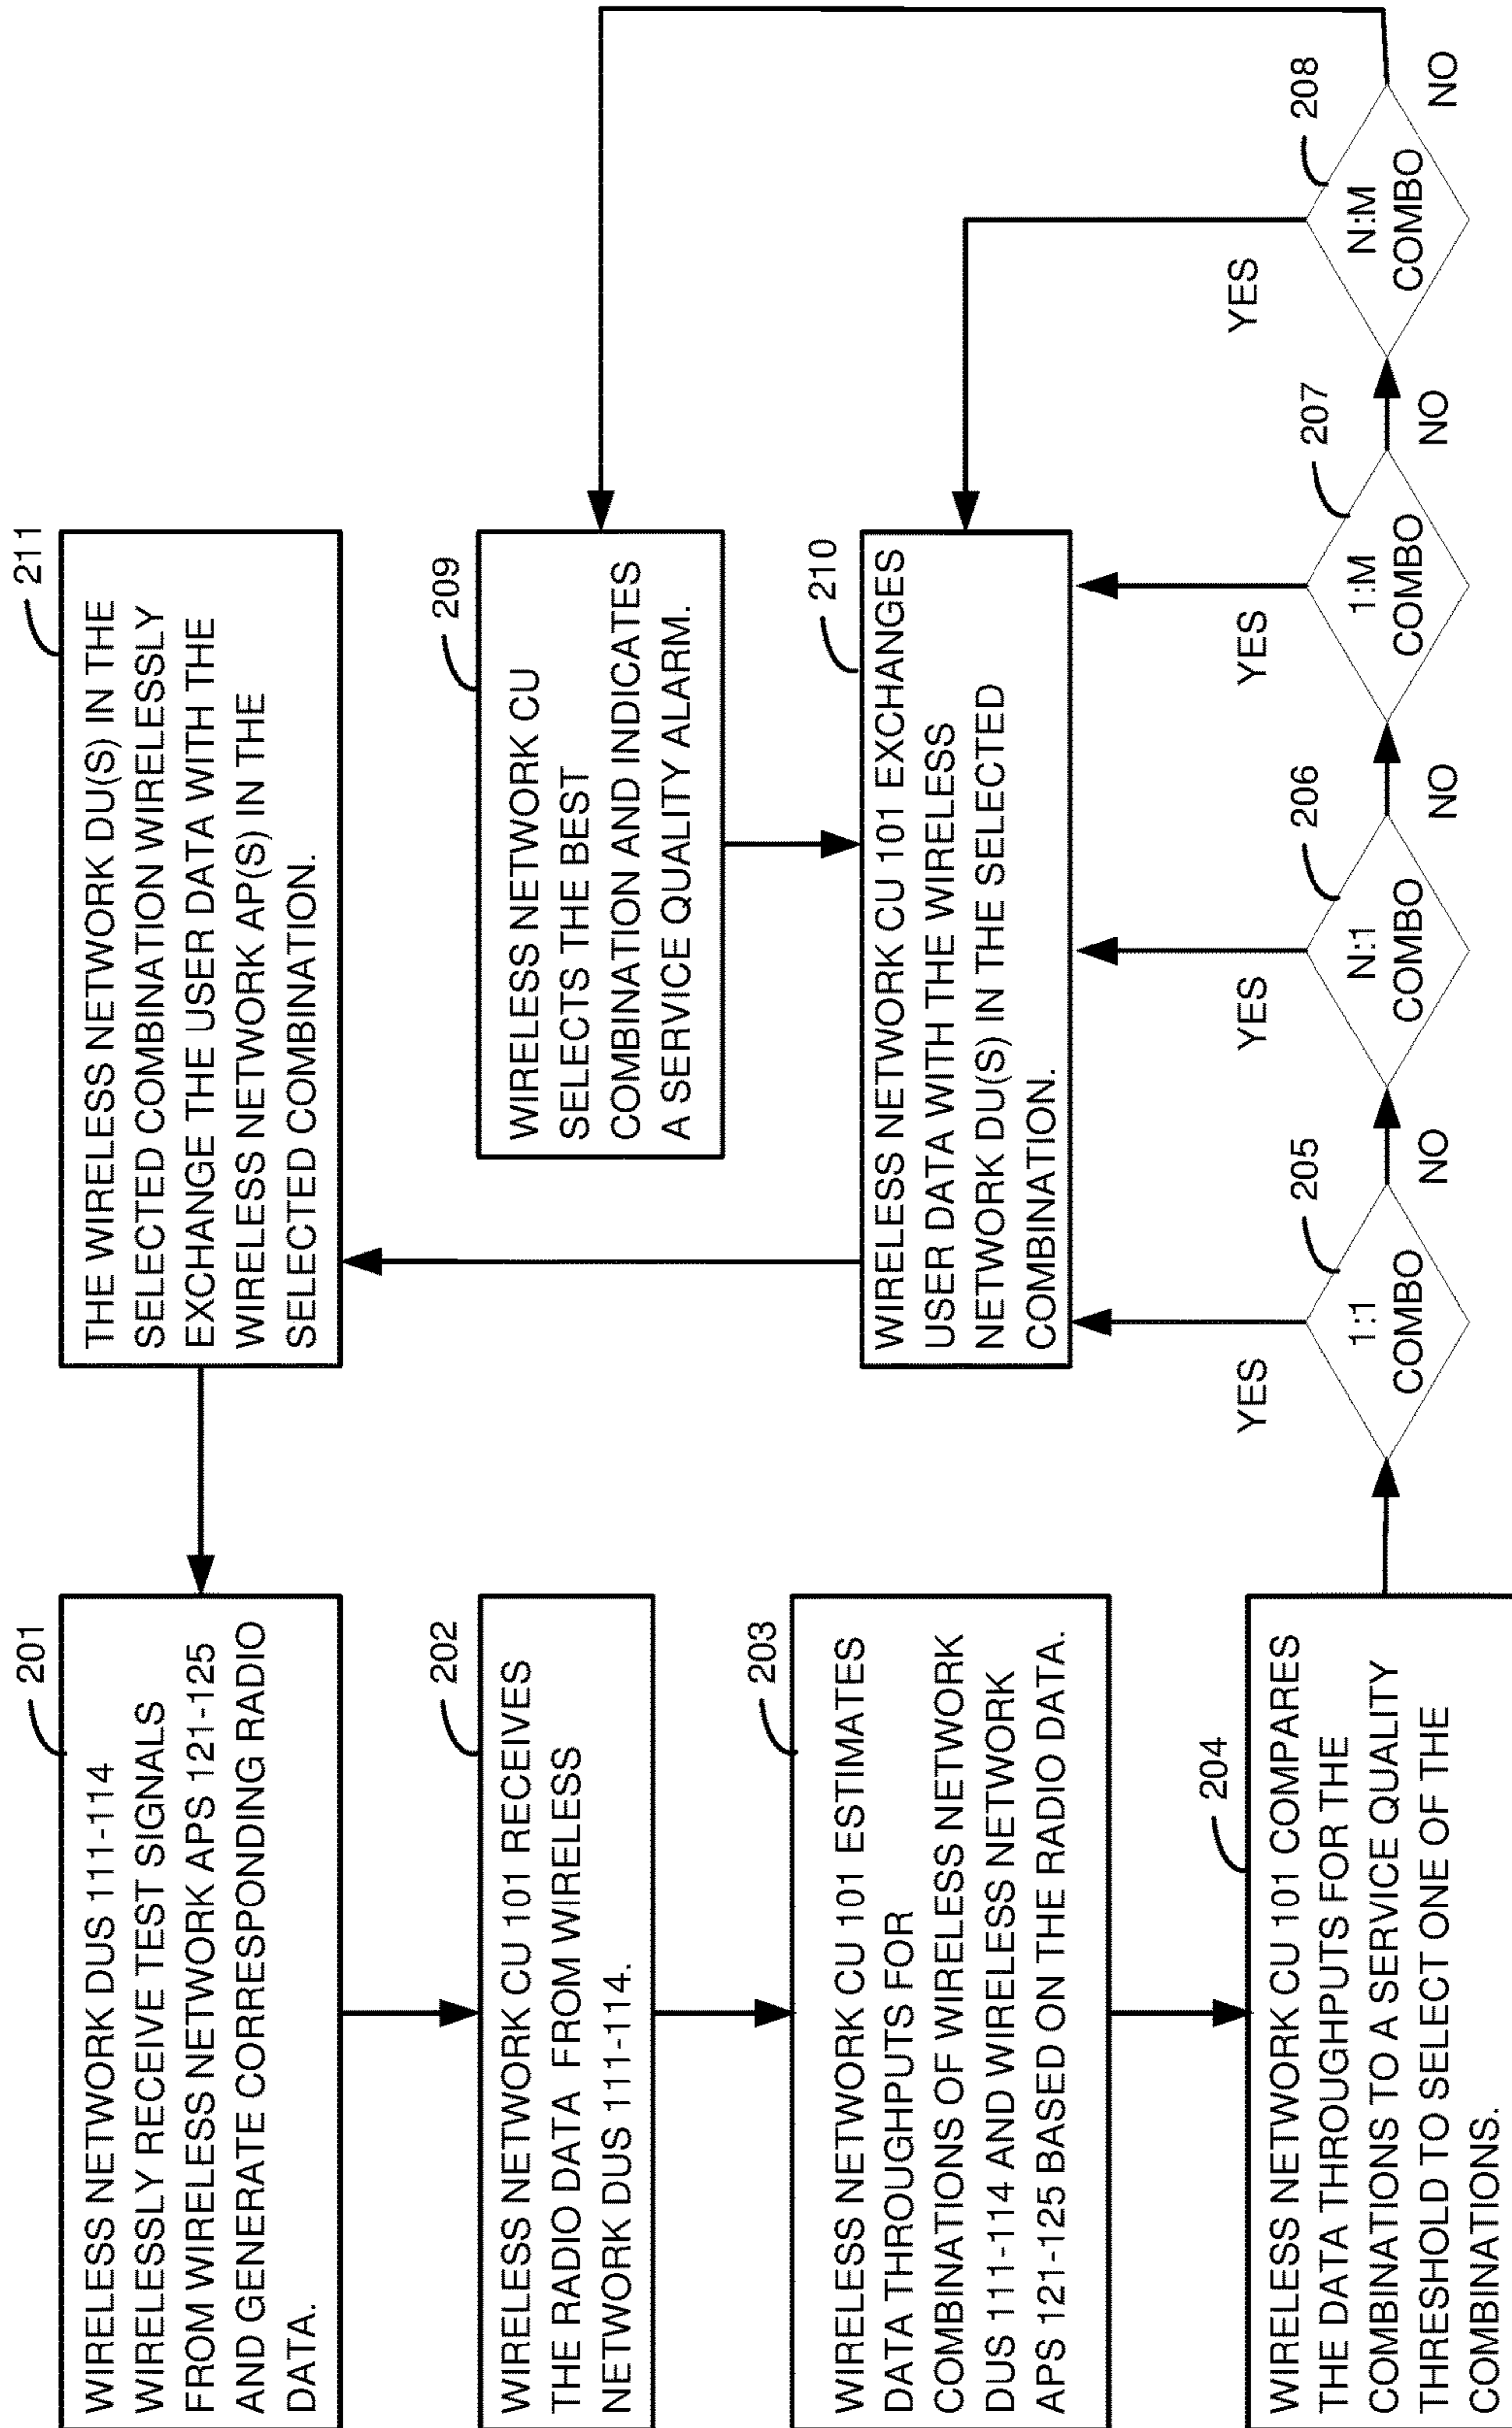 201
WIRELESS NETWORK DUS 111-114
WIRELESSLY RECEIVE TEST SIGNALS
FROM WIRELESS NETWORK APS 121-125
AND GENERATE CORRESPONDING RADIO
DATA.
202
WIRELESS NETWORK CU 101 RECEIVES
THE RADIO DATA FROM WIRELESS
NETWORK DUS 111-114.
203
WIRELESS NETWORK CU 101 ESTIMATES
DATA THROUGHPUTS FOR
COMBINATIONS OF WIRELESS NETWORK
DUS 111-114 AND WIRELESS NETWORK
APS 121-125 BASED ON THE RADIO DATA.
204
WIRELESS NETWORK CU 101 COMPARES
THE DATA THROUGHPUTS FOR THE
COMBINATIONS TO A SERVICE QUALITY
THRESHOLD TO SELECT ONE OF THE
COMBINATIONS.
205
1:1
COMBO
YES
NO
206
N:1
COMBO
YES
NO
207
1:M
COMBO
YES
NO
208
N:M
COMBO
YES
NO
209
WIRELESS NETWORK CU
SELECTS THE BEST
COMBINATION AND INDICATES
A SERVICE QUALITY ALARM.
210
WIRELESS NETWORK CU 101 EXCHANGES
USER DATA WITH THE WIRELESS
NETWORK DU(S) IN THE SELECTED
COMBINATION.
211
THE WIRELESS NETWORK DU(S) IN THE
SELECTED COMBINATION WIRELESSLY
EXCHANGE THE USER DATA WITH THE
WIRELESS NETWORK AP(S) IN THE
SELECTED COMBINATION.